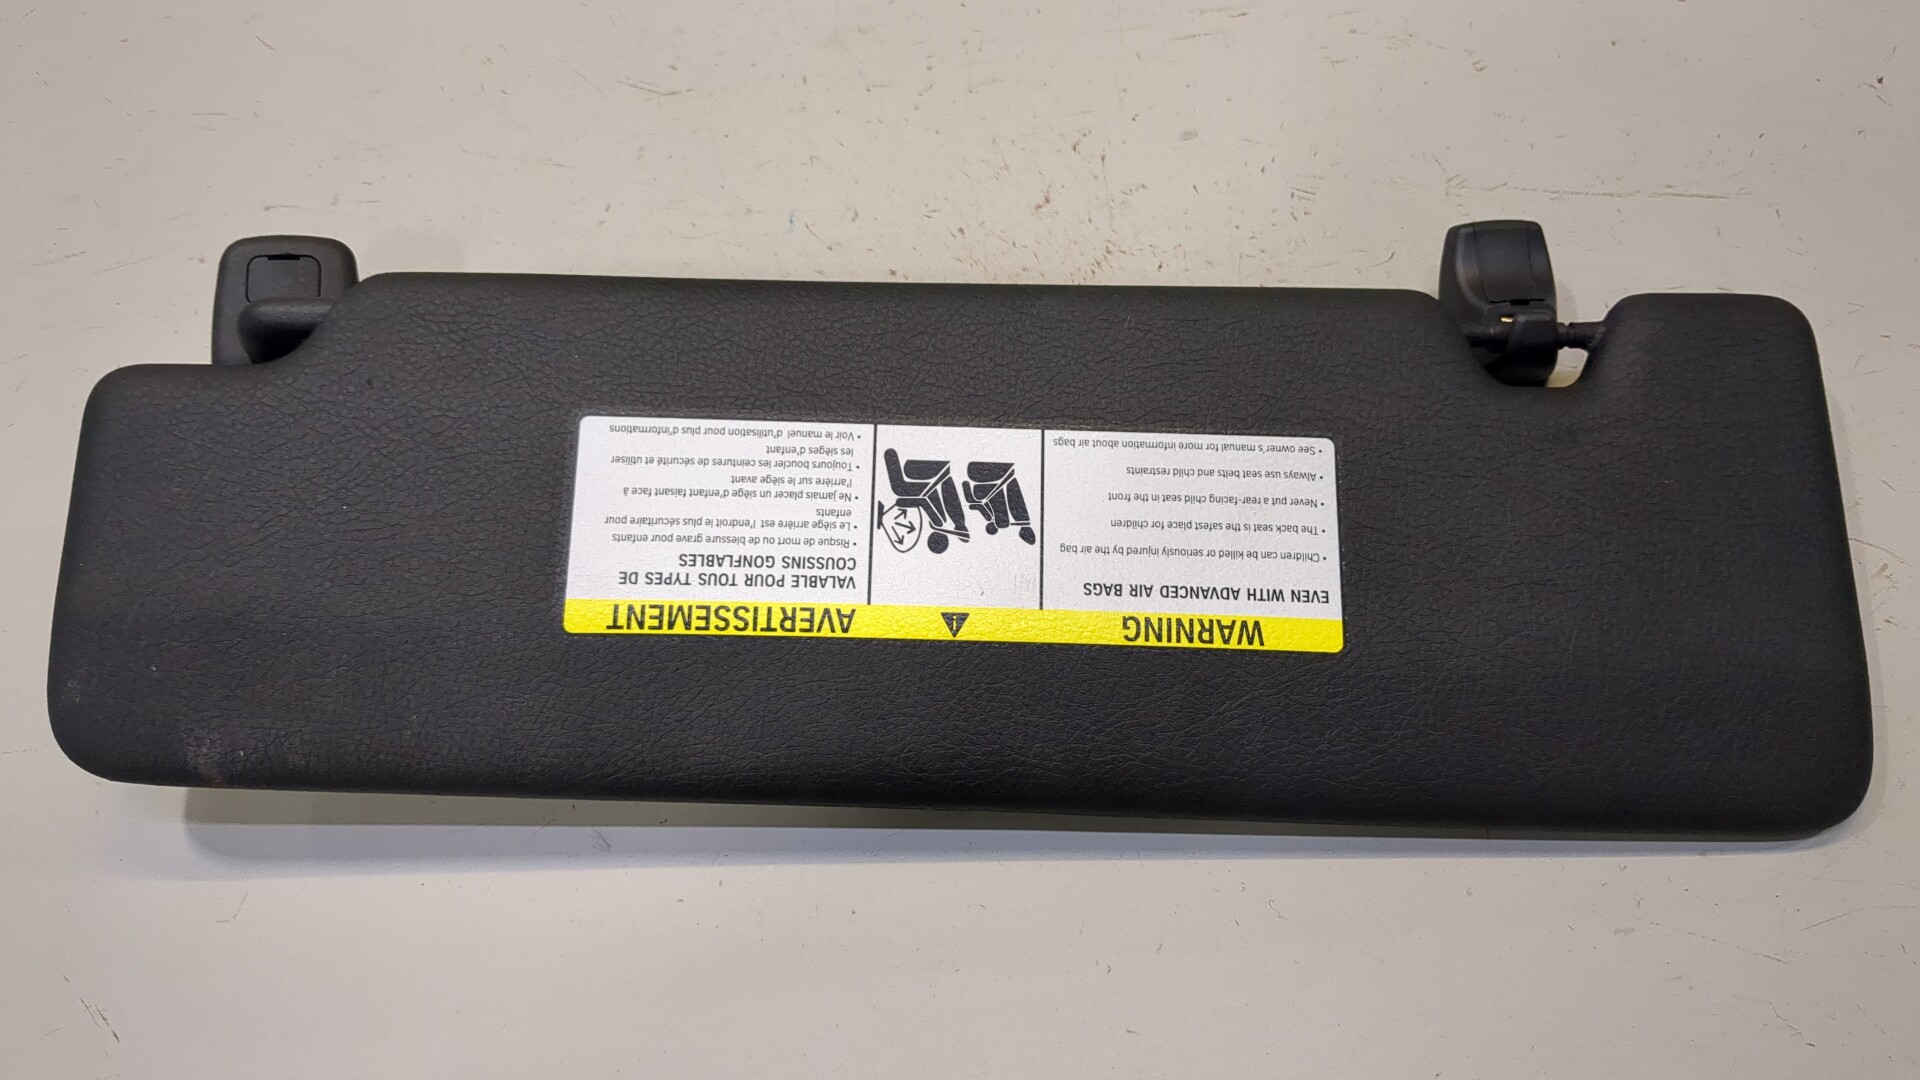 WARNING
EVEN WITH ADVANCED AIR BAGS
• Children can be killed or seriously injured by the air bag
• The back seat is the safest place for children
• Never put a rear-facing child seat in the front
• Always use seat belts and child restraints
• See owner's manual for more information about air bags
AVERTISSEMENT
VALABLE POUR TOUS TYPES DE
COUSSINS GONFLABLES
• Risque de mort ou de blessure grave pour enfants
• Le siège arrière est l'endroit le plus sécuritaire pour
enfants
• Ne jamais placer un siège d'enfant faisant face à
l'arrière sur le siège avant
• Toujours boucler les ceintures de sécurité et utiliser
les sièges d'enfant
• Voir le manuel d'utilisation pour plus d'informations